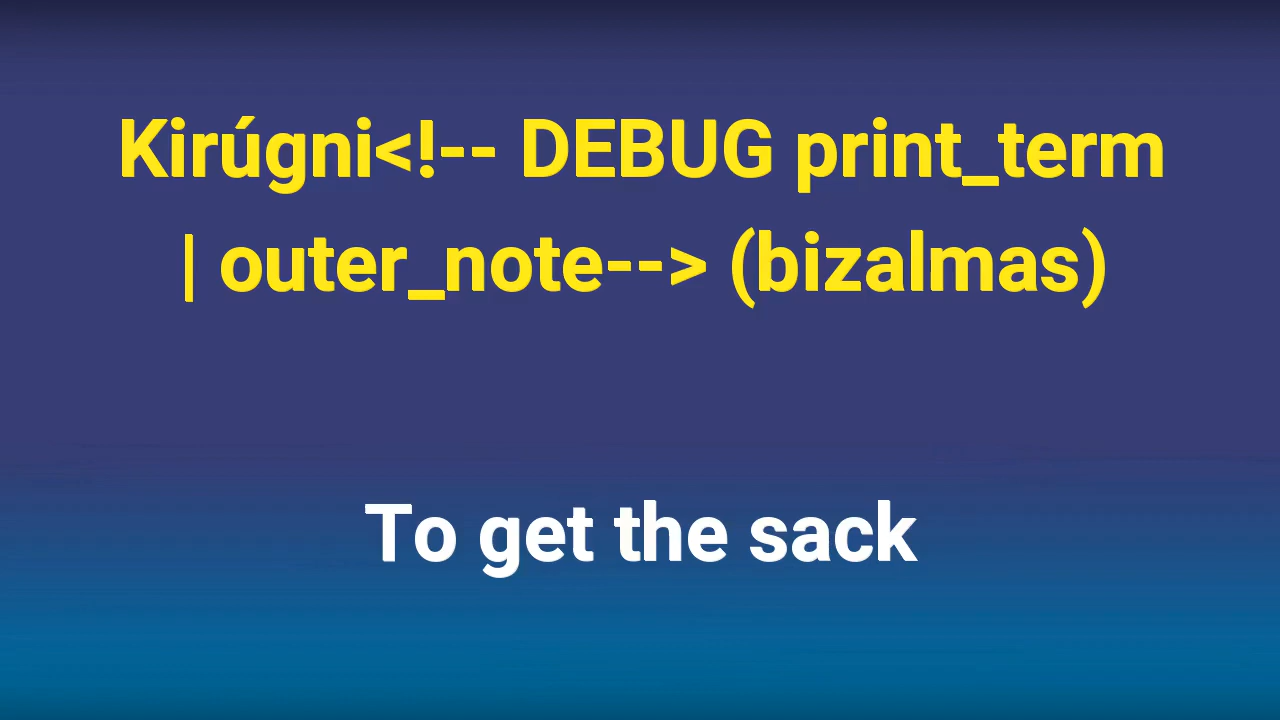 Kirúgni<!-- DEBUG print_term
| outer_note--> (bizalmas)
To get the sack